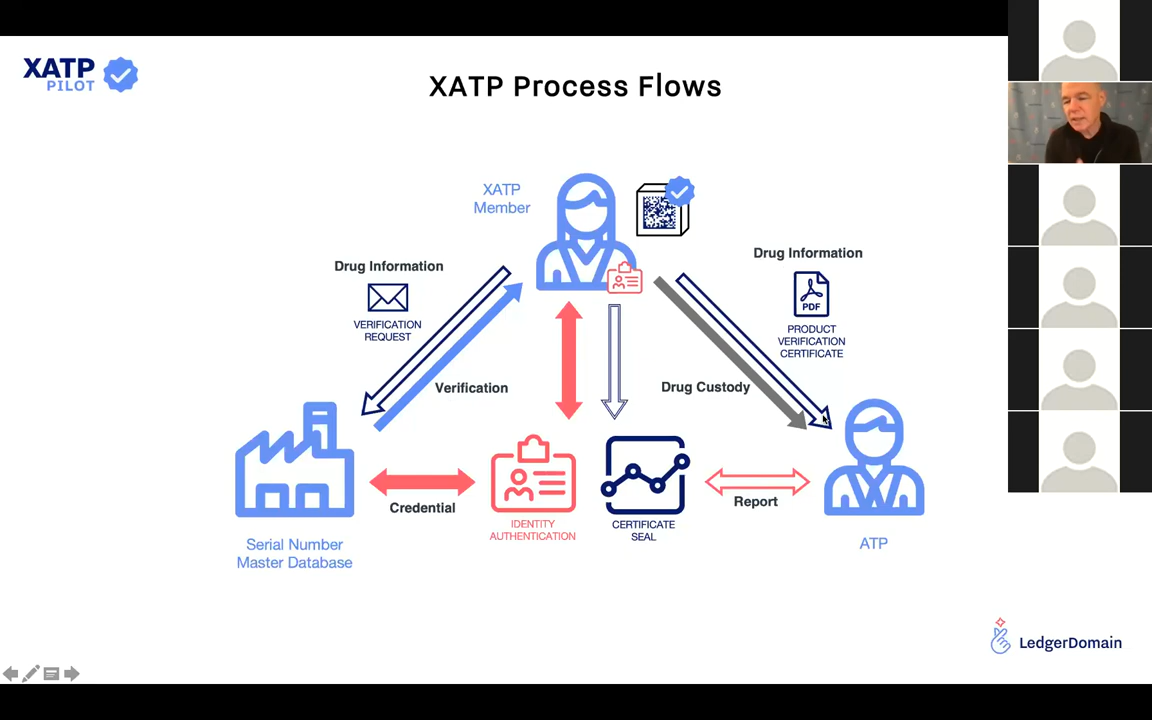 XATP
PILOT
XATP Process Flows
XATP
Member
Drug Information
VERIFICATION
REQUEST
Drug Information
PDF
PRODUCT
VERIFICATION
CERTIFICATE
Verification
Drug Custody
Credential
Report
IDENTITY
AUTHENTICATION
CERTIFICATE
SEAL
Serial Number
Master Database
ATP
LedgerDomain